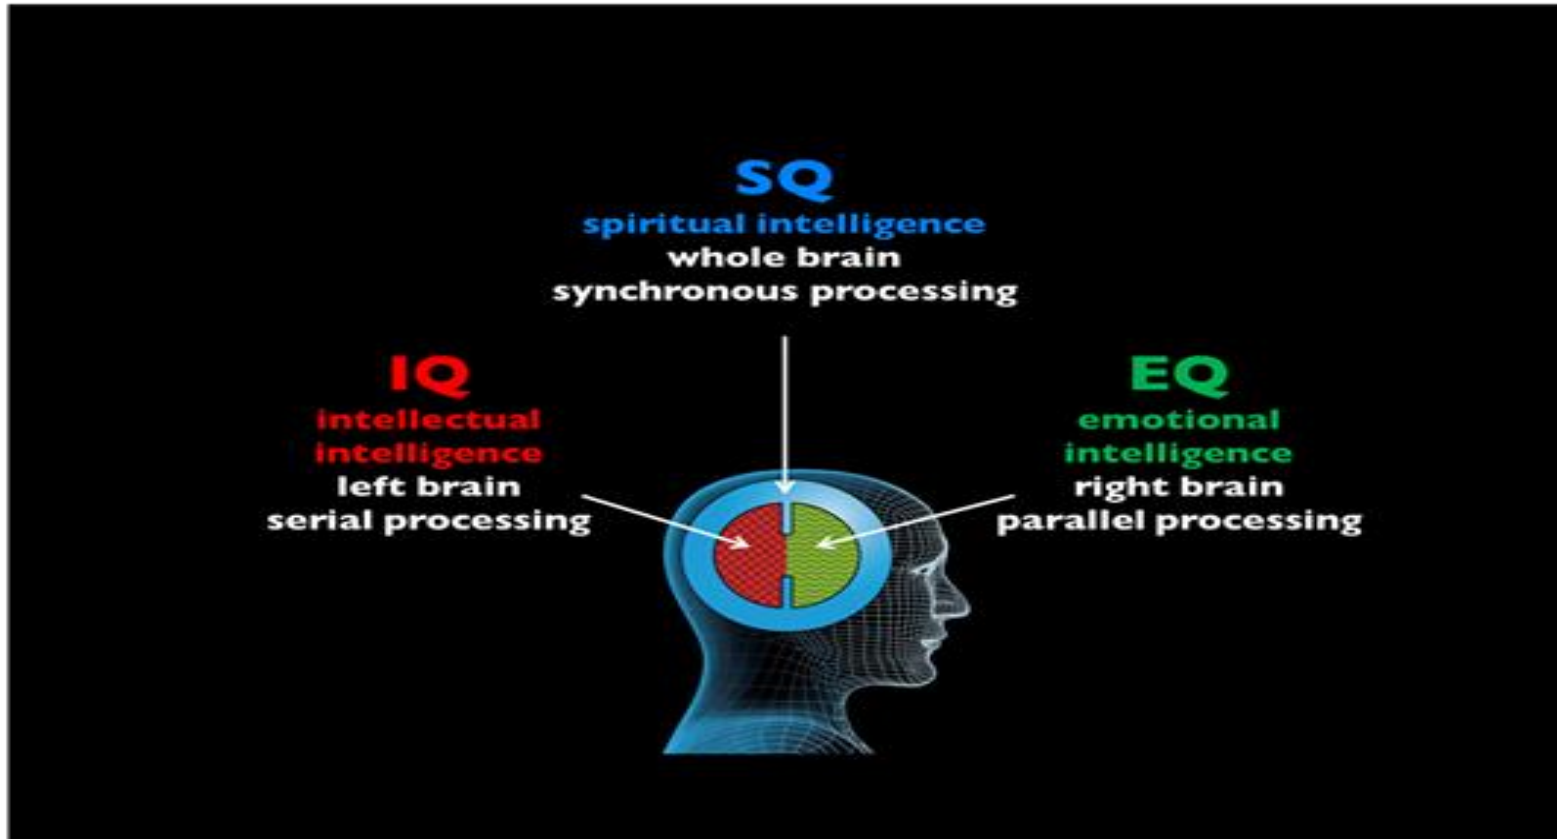 SQ
spiritual intelligence
whole brain
synchronous processing
IQ
intellectual
intelligence
left brain
serial processing
EQ
emotional
intelligence
right brain
parallel processing